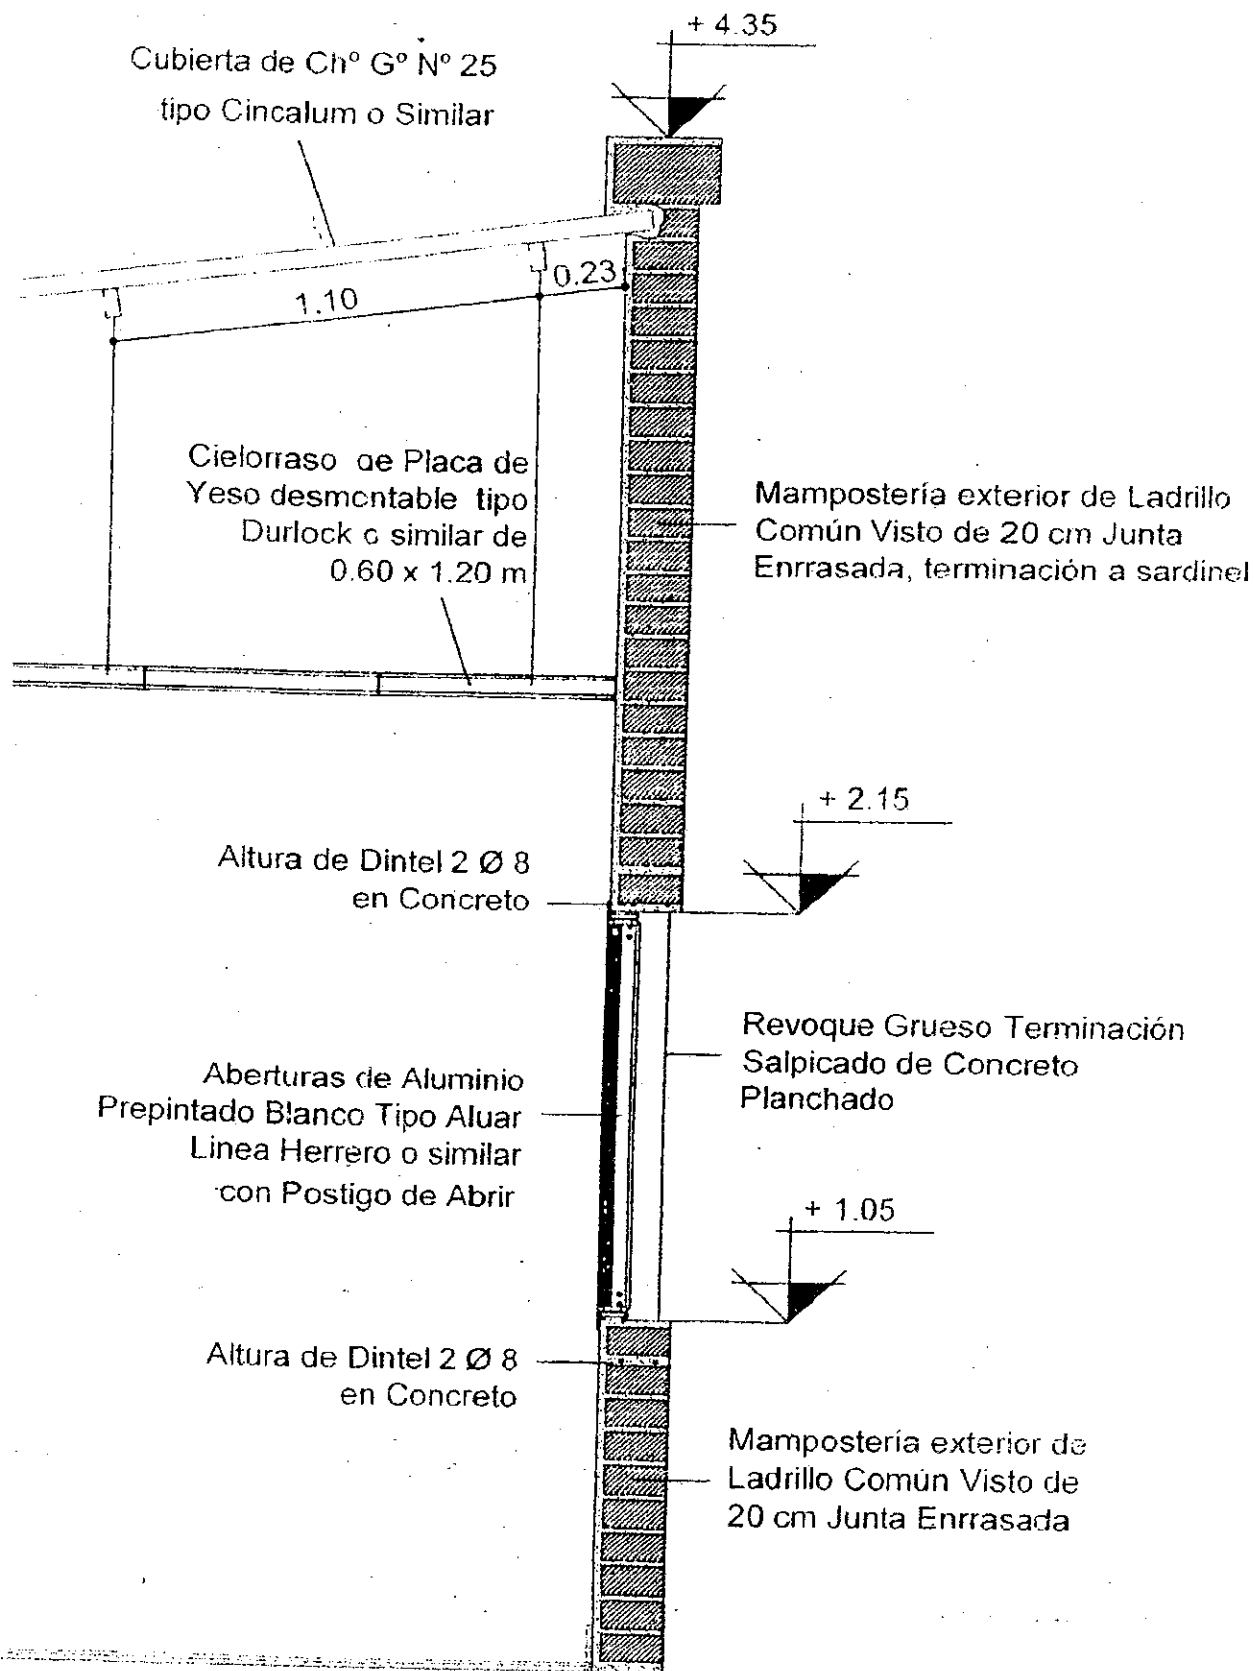 + 4.35
Cubierta de Chº Gº Nº 25
tipo Cincalum o Similar
0.23
1.10
Cielorraso de Placa de
Yeso desmontable tipo
Durlock o similar de
0.60 x 1.20 m
Mampostería exterior de Ladrillo
Común Visto de 20 cm Junta
Enrrasada, terminación a sardinel
+ 2.15
Altura de Dintel 2 Ø 8
en Concreto
Revoque Grueso Terminación
Salpicado de Concreto
Planchado
Aberturas de Aluminio
Prepintado Blanco Tipo Aluar
Linea Herrero o similar
con Postigo de Abrir
+ 1.05
Altura de Dintel 2 Ø 8
en Concreto
Mampostería exterior de
Ladrillo Común Visto de
20 cm Junta Enrrasada